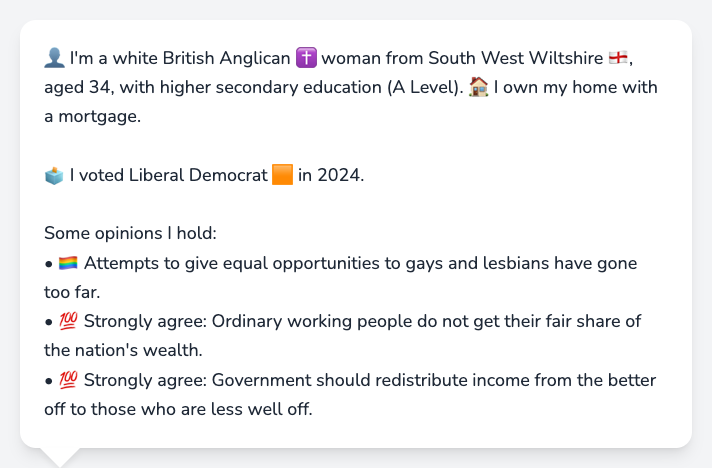 👤 I'm a white British Anglican ✝️ woman from South West Wiltshire 🏴󠁧󠁢󠁥󠁮󠁧󠁿,
aged 34, with higher secondary education (A Level). 🏠 I own my home with
a mortgage.
🗳️ I voted Liberal Democrat 🟧 in 2024.
Some opinions I hold:
• 🏳️‍🌈 Attempts to give equal opportunities to gays and lesbians have gone
too far.
• 💯 Strongly agree: Ordinary working people do not get their fair share of
the nation's wealth.
• 💯 Strongly agree: Government should redistribute income from the better
off to those who are less well off.